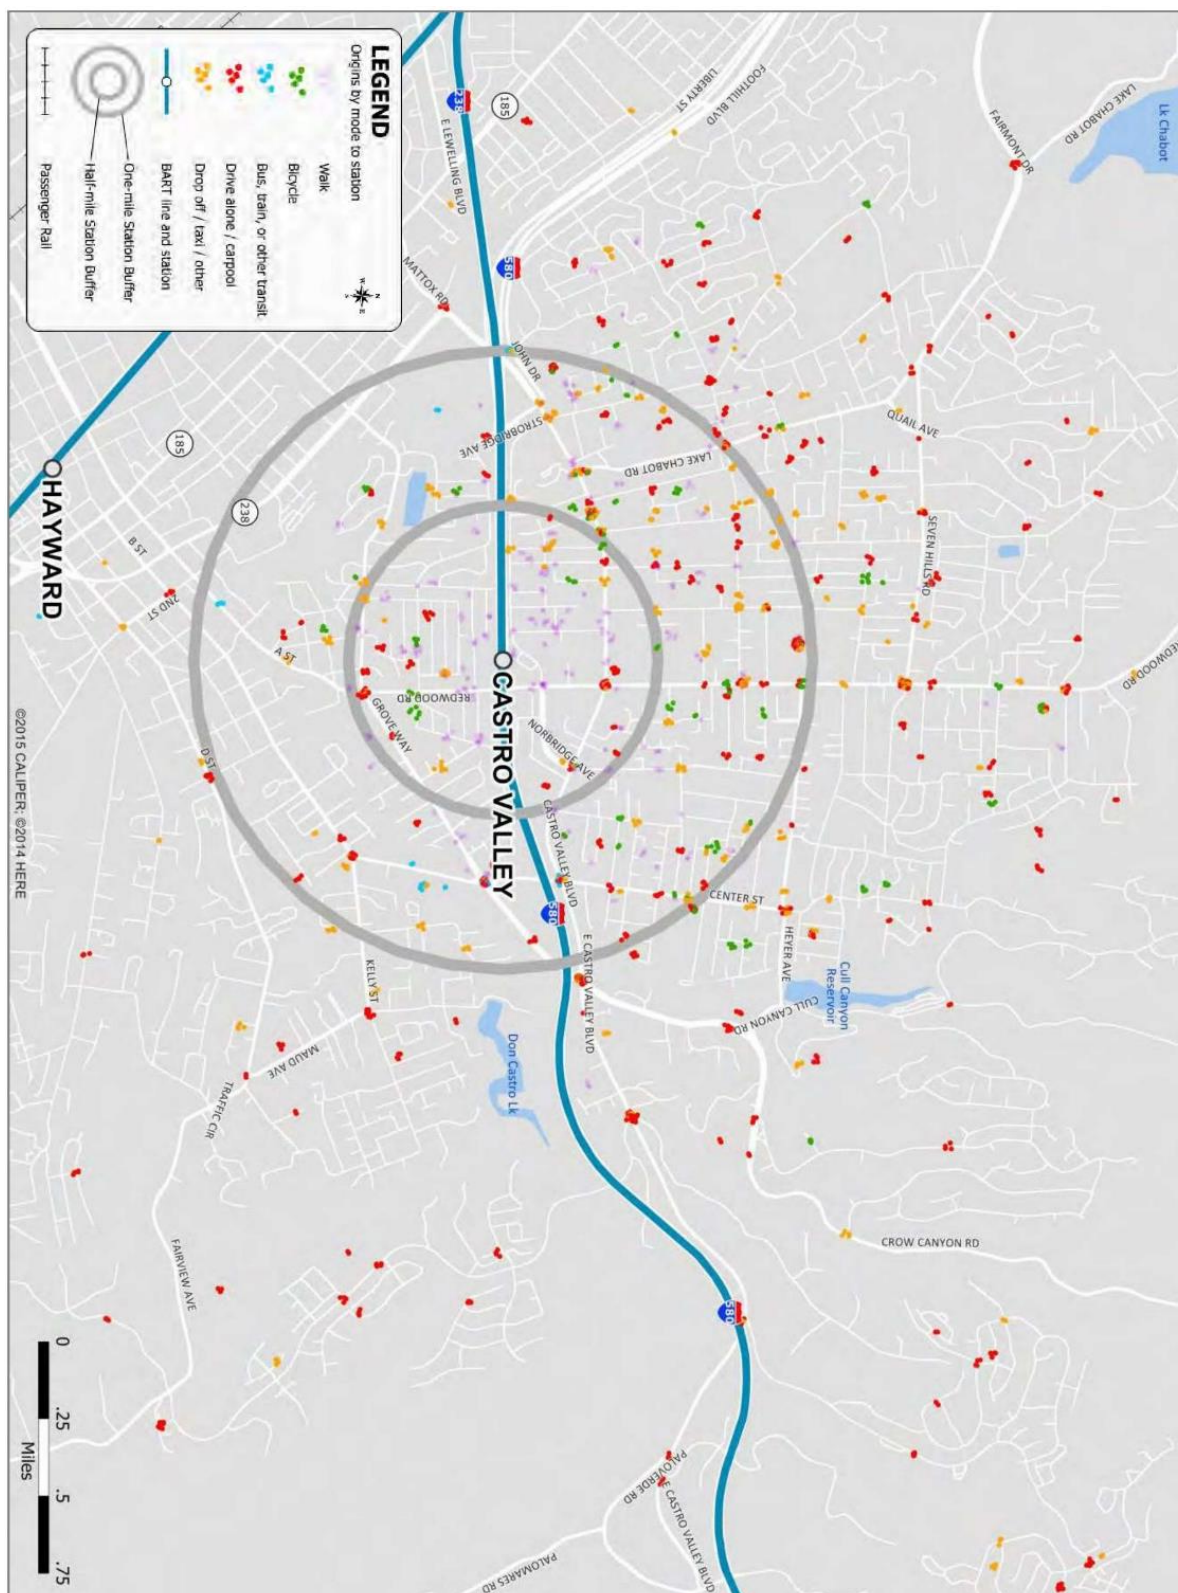 LEGEND
Origins by mode to station
Walk
Bicycle
Bus, train, or other transit
Drive alone / carpool
Drop off / taxi / other
BART line and station
One-mile Station Buffer
Half-mile Station Buffer
Passenger Rail
N
E
S
W
Lk Chabot
LAKE CHABOT RD
FAIRMONT DR
FOOTHILL BLVD
LIBERTY ST
185
238
E LEWELLING BLVD
580
MATTOX RD
JOHN DR
STROBRIDGE AVE
LAKE CHABOT RD
QUAIL AVE
SEVEN HILLS RD
REDWOOD RD
185
238
HAYWARD
B ST
2ND ST
A ST
D ST
CASTRO VALLEY
REDWOOD RD
GROVE WAY
NORBRIDGE AVE
CASTRO VALLEY BLVD
580
CENTER ST
HEYER AVE
E CASTRO VALLEY BLVD
Cull Canyon
Reservoir
CULL CANYON RD
KELLY ST
Don Castro Lk
MAUD AVE
TRAFFIC CIR
FAIRVIEW AVE
CROW CANYON RD
580
PALOVERDE RD
E CASTRO VALLEY BLVD
PALOMARES RD
©2015 CALIPER; ©2014 HERE
0 .25 .5 .75
Miles